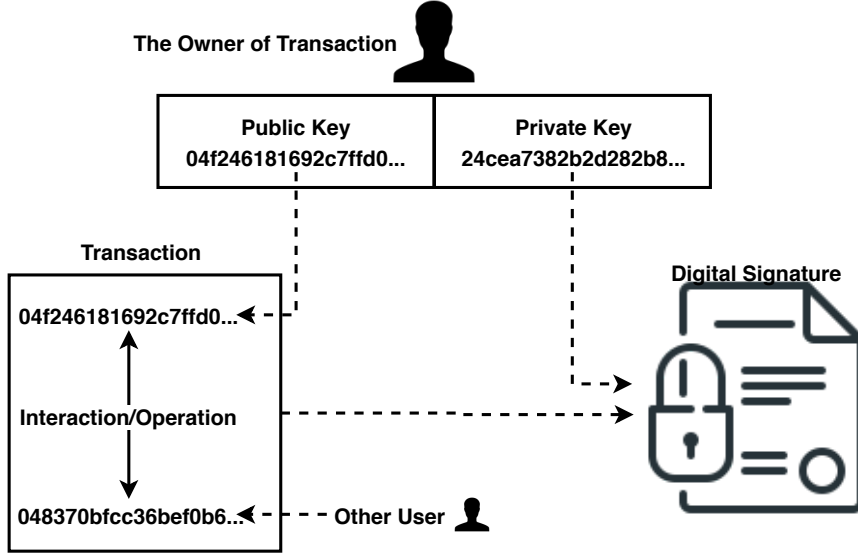 The Owner of Transaction
Public Key
04f246181692c7ffd0...
Private Key
24cea7382b2d282b8...
Transaction
04f246181692c7ffd0...
Interaction/Operation
048370bfcc36bef0b6...
Other User
Digital Signature